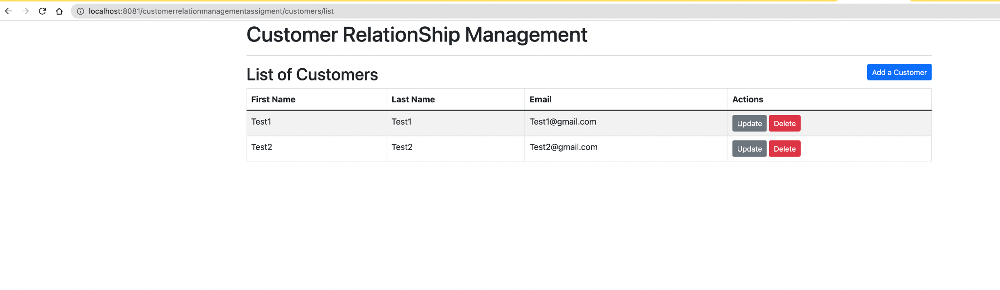 localhost:8081/customerrelationmanagementassigment/customers/list
Customer RelationShip Management
List of Customers
Add a Customer
First Name Last Name Email Actions
Test1 Test1 Test1@gmail.com Update Delete
Test2 Test2 Test2@gmail.com Update Delete